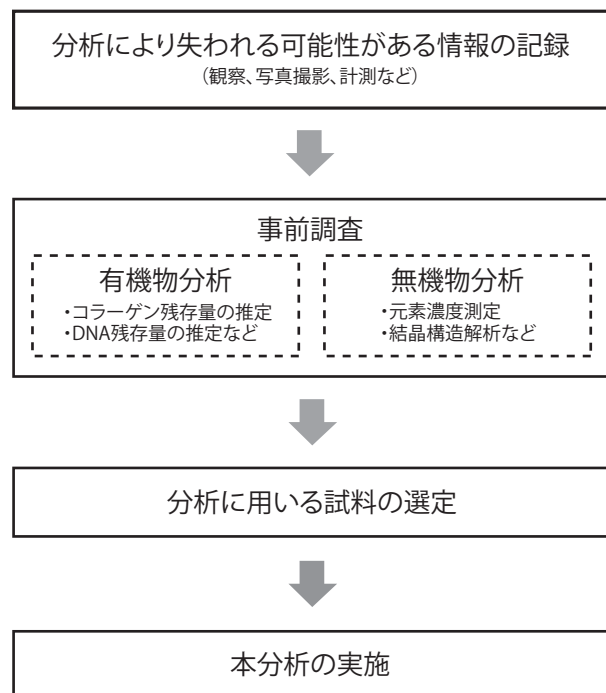 分析により失われる可能性がある情報の記録
(観察、写真撮影、計測など)
事前調査
有機物分析
・コラーゲン残存量の推定
・DNA残存量の推定など
無機物分析
・元素濃度測定
・結晶構造解析など
分析に用いる試料の選定
本分析の実施